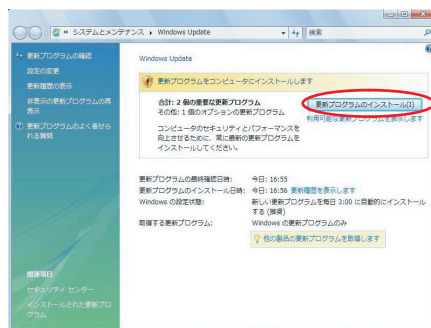 « システムとメンテナンス ▸ Windows Update
検索
更新プログラムの確認
設定の変更
更新履歴の表示
非表示の更新プログラムの再
表示
更新プログラムのよく寄せら
れる質問
関連項目
セキュリティ センター
インストールされた更新プロ
グラム
Windows Update
更新プログラムをコンピュータにインストールします
合計: 2 個の重要な更新プログラム
その他: 1 個のオプションの更新プログラム
更新プログラムのインストール(I)
利用可能な更新プログラムを表示します
コンピュータのセキュリティとパフォーマンスを
向上させるために、常に最新の更新プログラムを
インストールしてください。
更新プログラムの最終確認日時: 今日: 16:55
更新プログラムのインストール日時: 今日: 16:56 更新履歴を表示します
Windows の設定状態: 新しい更新プログラムを毎日 3:00 に自動的にインストール
する (推奨)
取得する更新プログラム: Windows の更新プログラムのみ
他の製品の更新プログラムを取得します